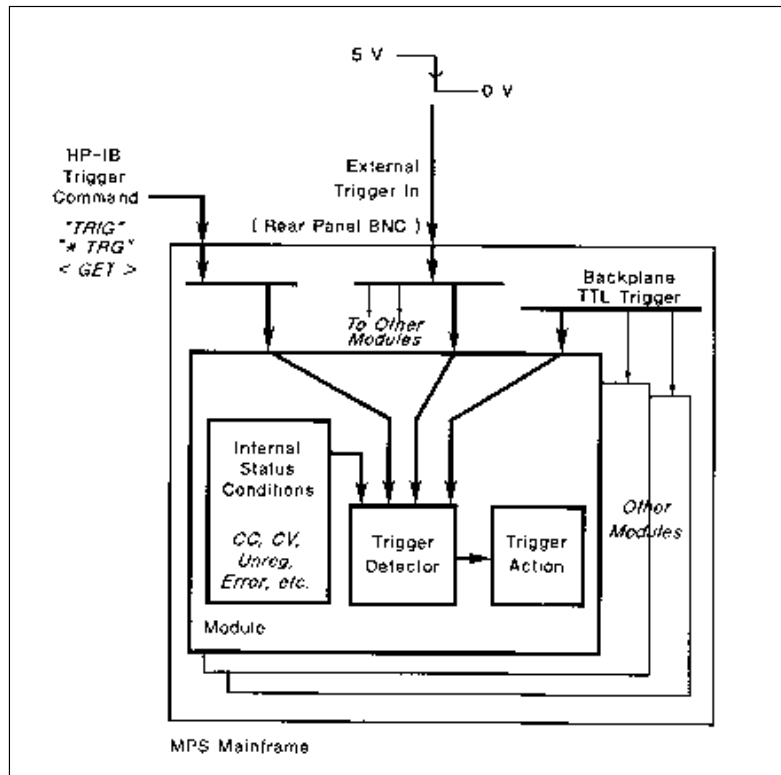 5 V
0 V
HP-IB
Trigger
Command
"TRIG"
"* TRG"
< GET >
External
Trigger In
( Rear Panel BNC )
Backplane
TTL Trigger
To Other
Modules
Internal
Status
Conditions
CC, CV,
Unreg,
Error, etc.
Trigger
Detector
Trigger
Action
Other
Modules
Module
MPS Mainframe